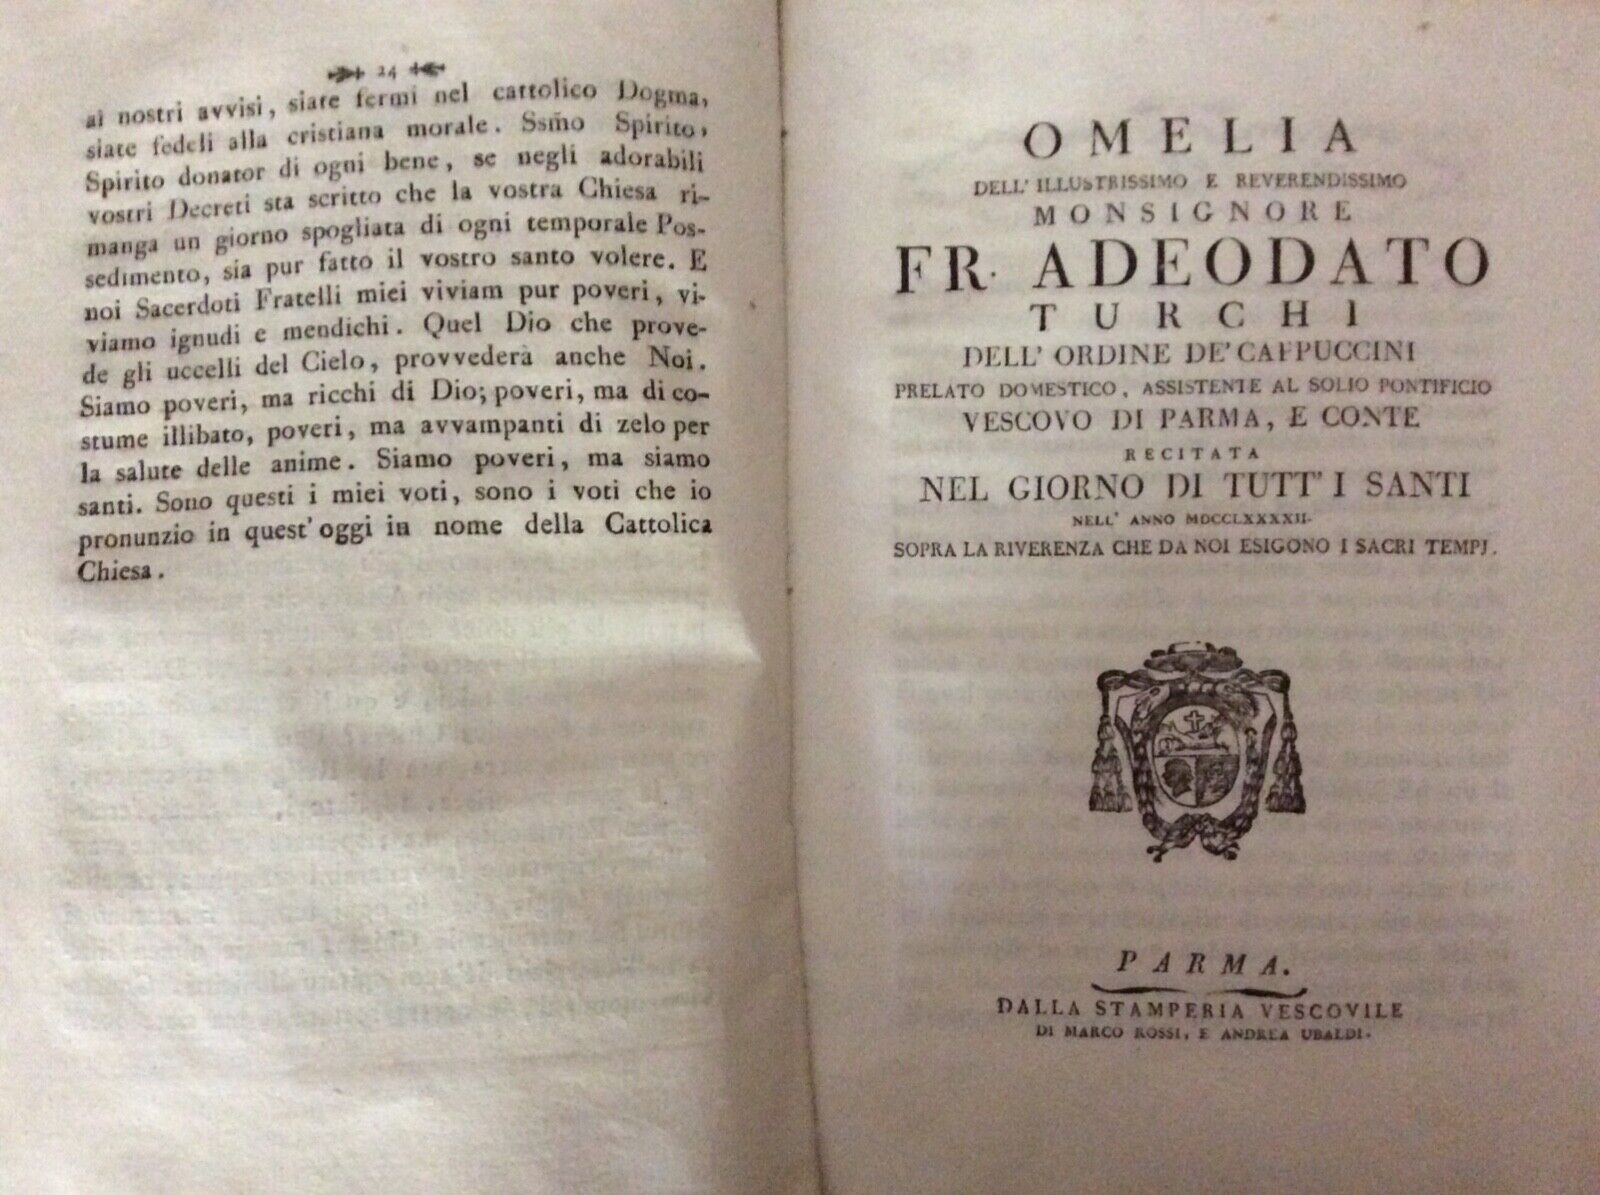 24
ai nostri avvisi, siate fermi nel cattolico Dogma,
siate fedeli alla cristiana morale. Ssm̃o Spirito,
Spirito donator di ogni bene, se negli adorabili
vostri Decreti sta scritto che la vostra Chiesa ri-
manga un giorno spogliata di ogni temporale Pos-
sedimento, sia pur fatto il vostro santo volere. E
noi Sacerdoti Fratelli miei viviam pur poveri, vi-
viamo ignudi e mendichi. Quel Dio che prove-
de gli uccelli del Cielo, provvederà anche Noi.
Siamo poveri, ma ricchi di Dio; poveri, ma di co-
stume illibato, poveri, ma avvampanti di zelo per
la salute delle anime. Siamo poveri, ma siamo
santi. Sono questi i miei voti, sono i voti che io
pronunzio in quest' oggi in nome della Cattolica
Chiesa.
OMELIA
DELL' ILLUSTRISSIMO E REVERENDISSIMO
MONSIGNORE
FR. ADEODATO
TURCHI
DELL' ORDINE DE' CAPPUCCINI
PRELATO DOMESTICO, ASSISTENTE AL SOLIO PONTIFICIO
VESCOVO DI PARMA, E CONTE
RECITATA
NEL GIORNO DI TUTT' I SANTI
NELL' ANNO MDCCLXXXXII.
SOPRA LA RIVERENZA CHE DA NOI ESIGONO I SACRI TEMPJ.
PARMA.
DALLA STAMPERIA VESCOVILE
DI MARCO ROSSI, E ANDREA UBALDI.